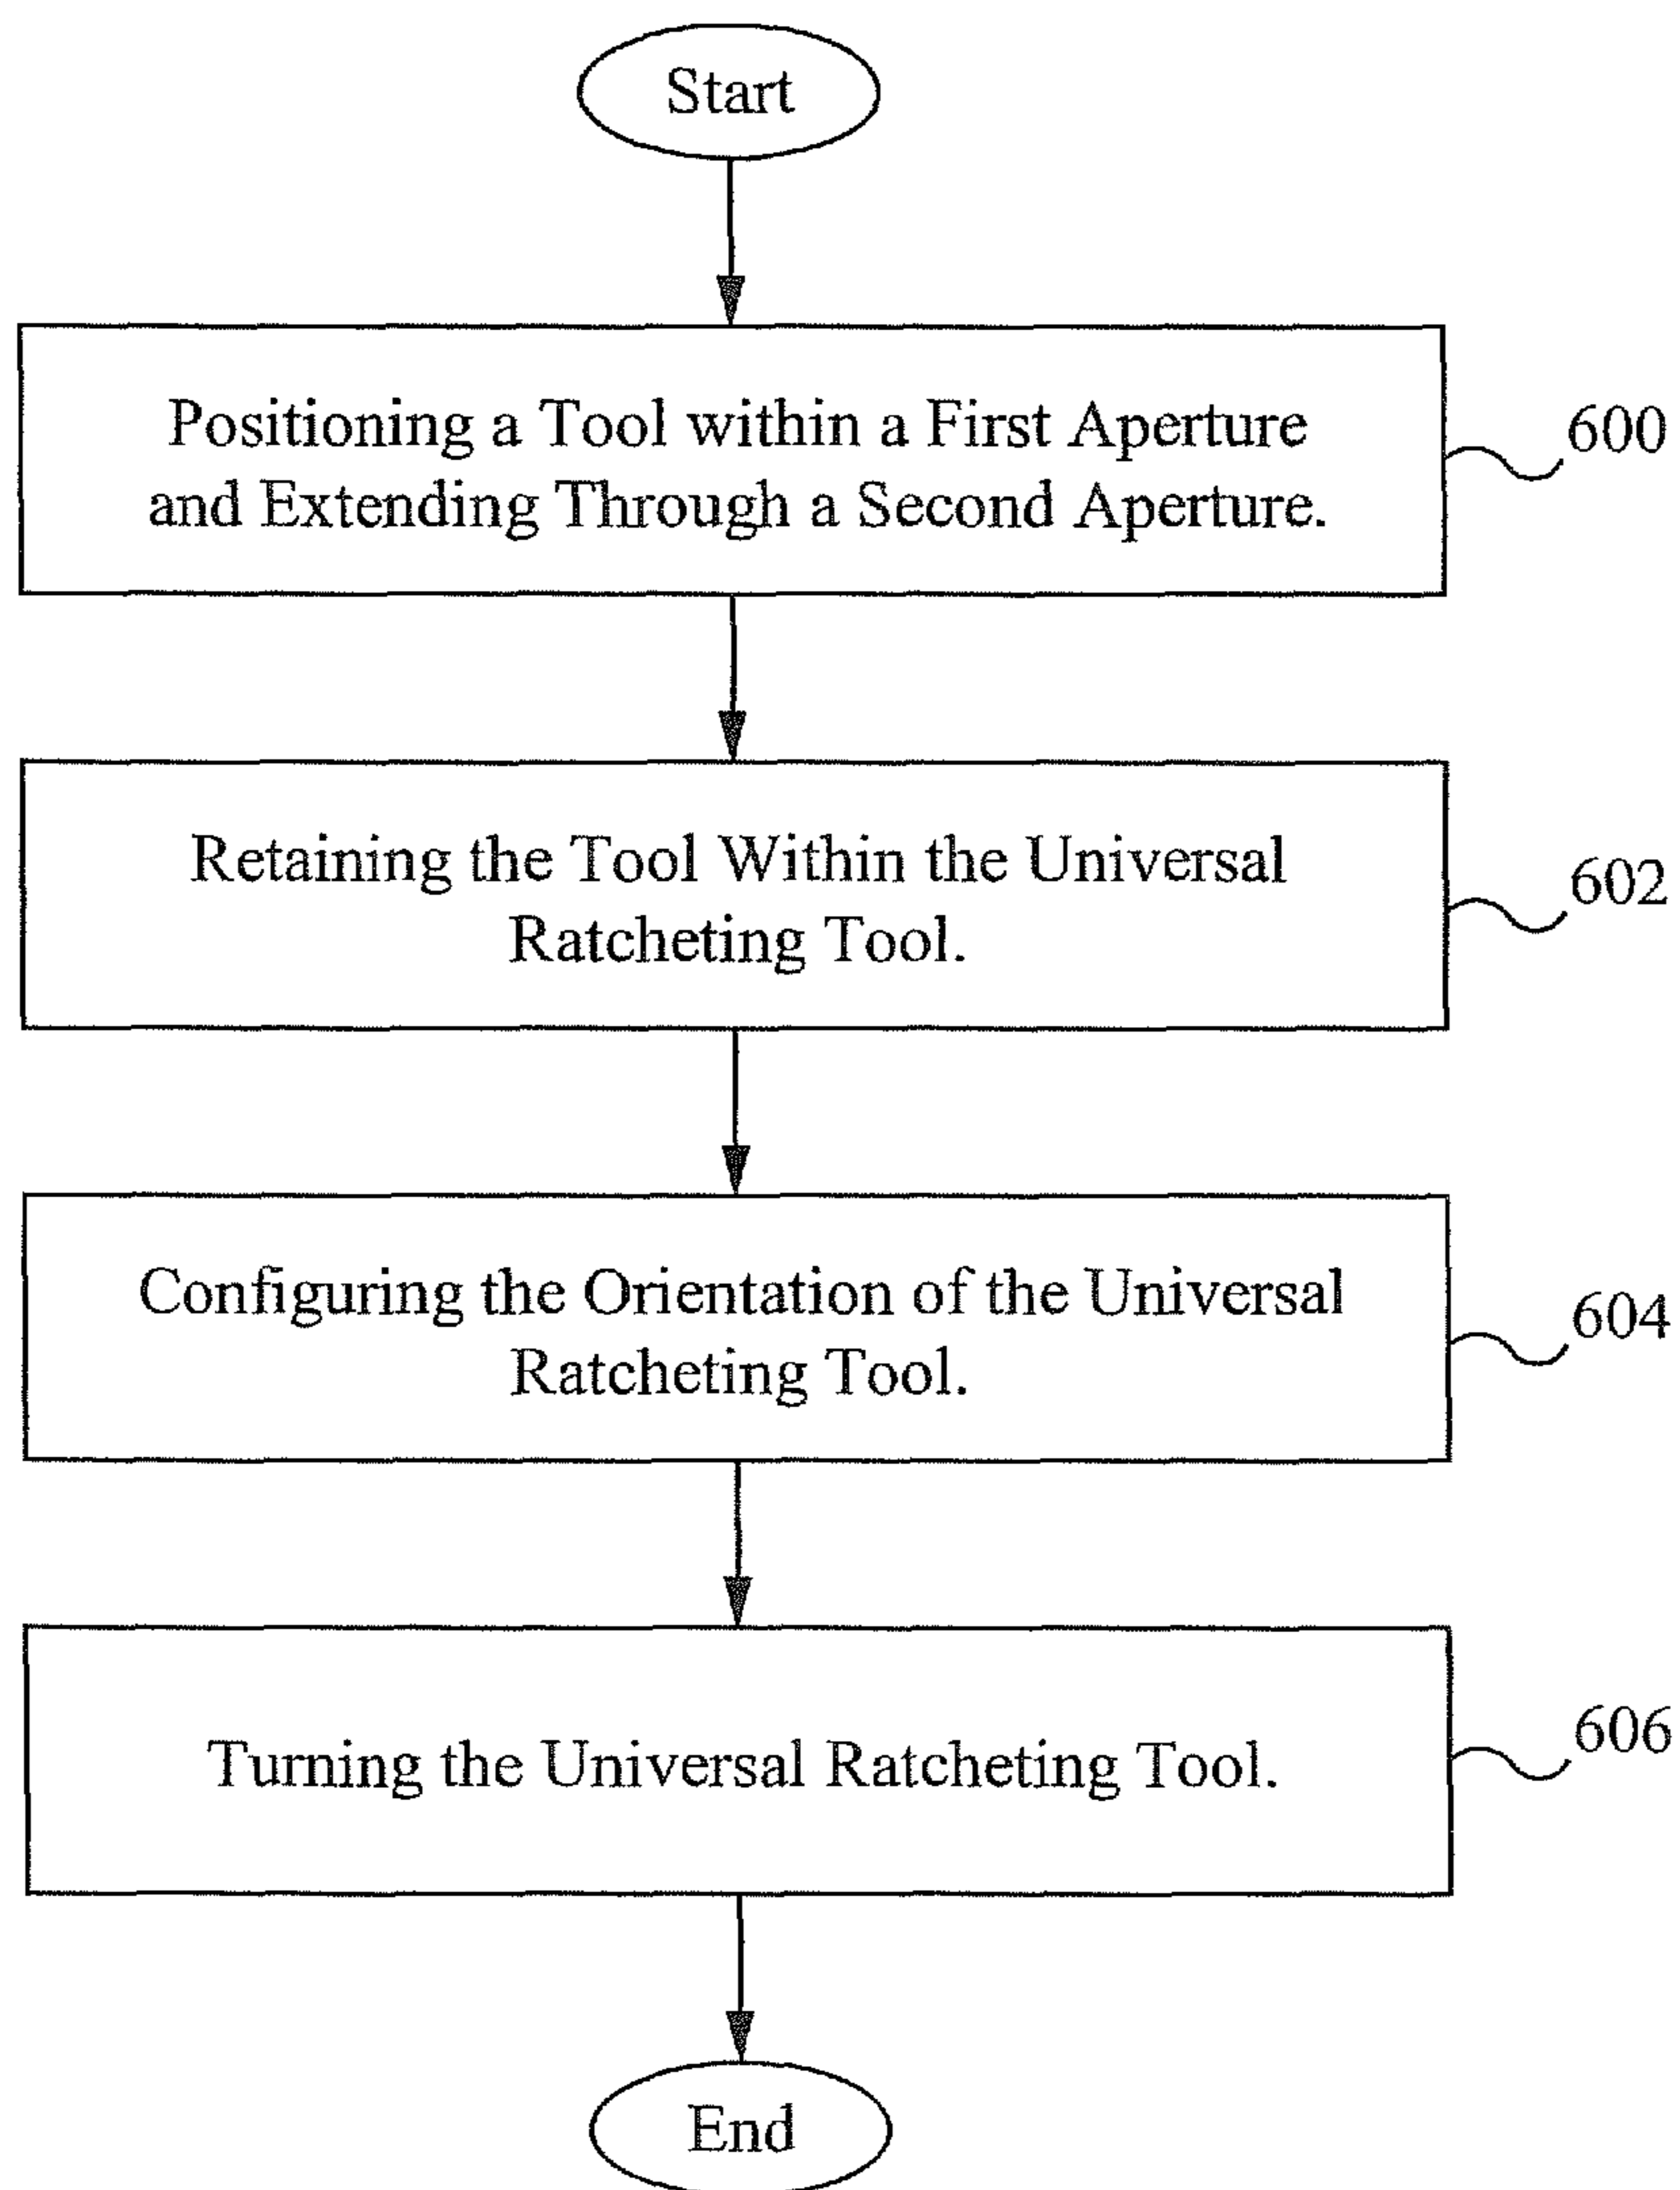 Start
Positioning a Tool within a First Aperture
and Extending Through a Second Aperture.
600
Retaining the Tool Within the Universal
Ratcheting Tool.
602
Configuring the Orientation of the Universal
Ratcheting Tool.
604
Turning the Universal Ratcheting Tool.
606
End